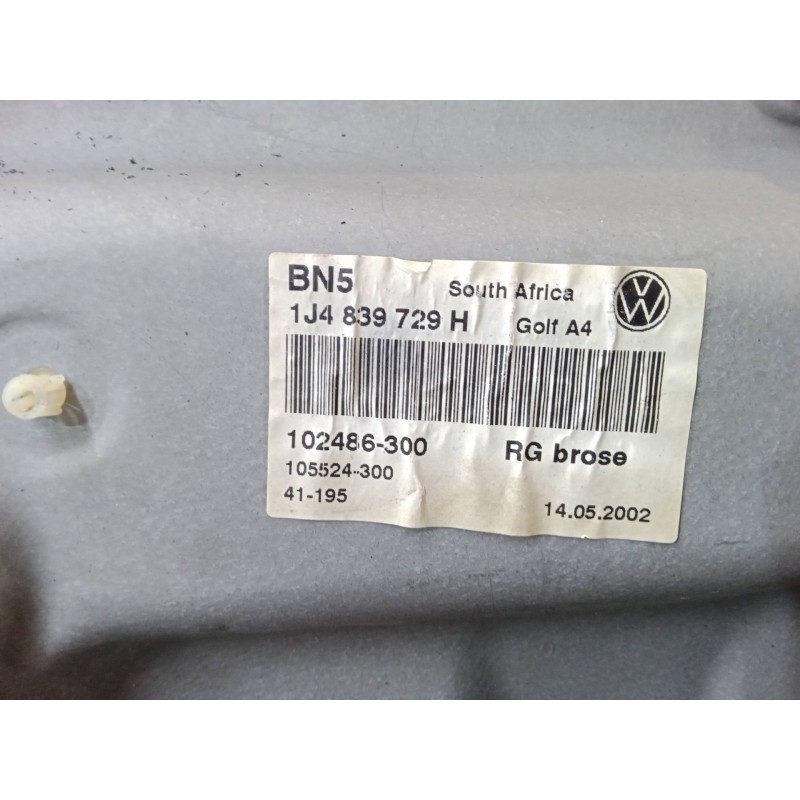 BN5 South Africa
1J4 839 729 H Golf A4
102486-300 RG brose
105524-300
41-195 14.05.2002